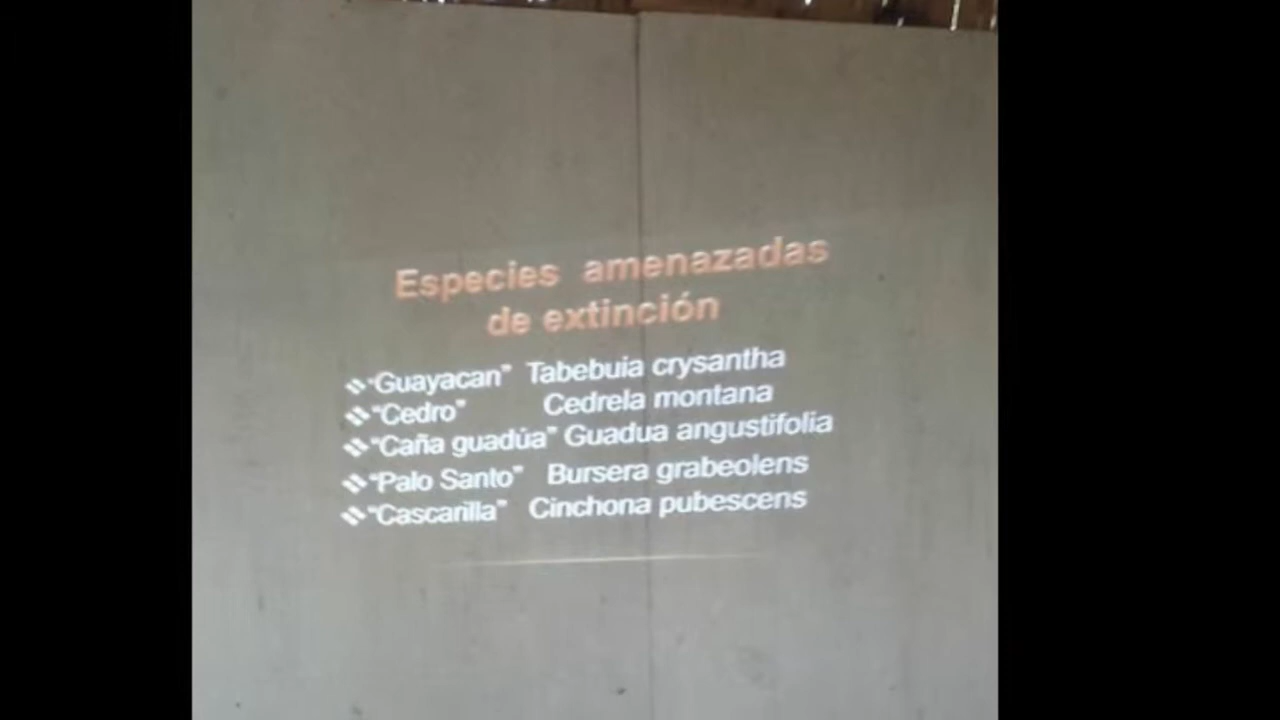 Especies amenazadas
de extinción
"Guayacan" Tabebuia crysantha
"Cedro" Cedrela montana
"Caña guadúa" Guadua angustifolia
"Palo Santo" Bursera grabeolens
"Cascarilla" Cinchona pubescens